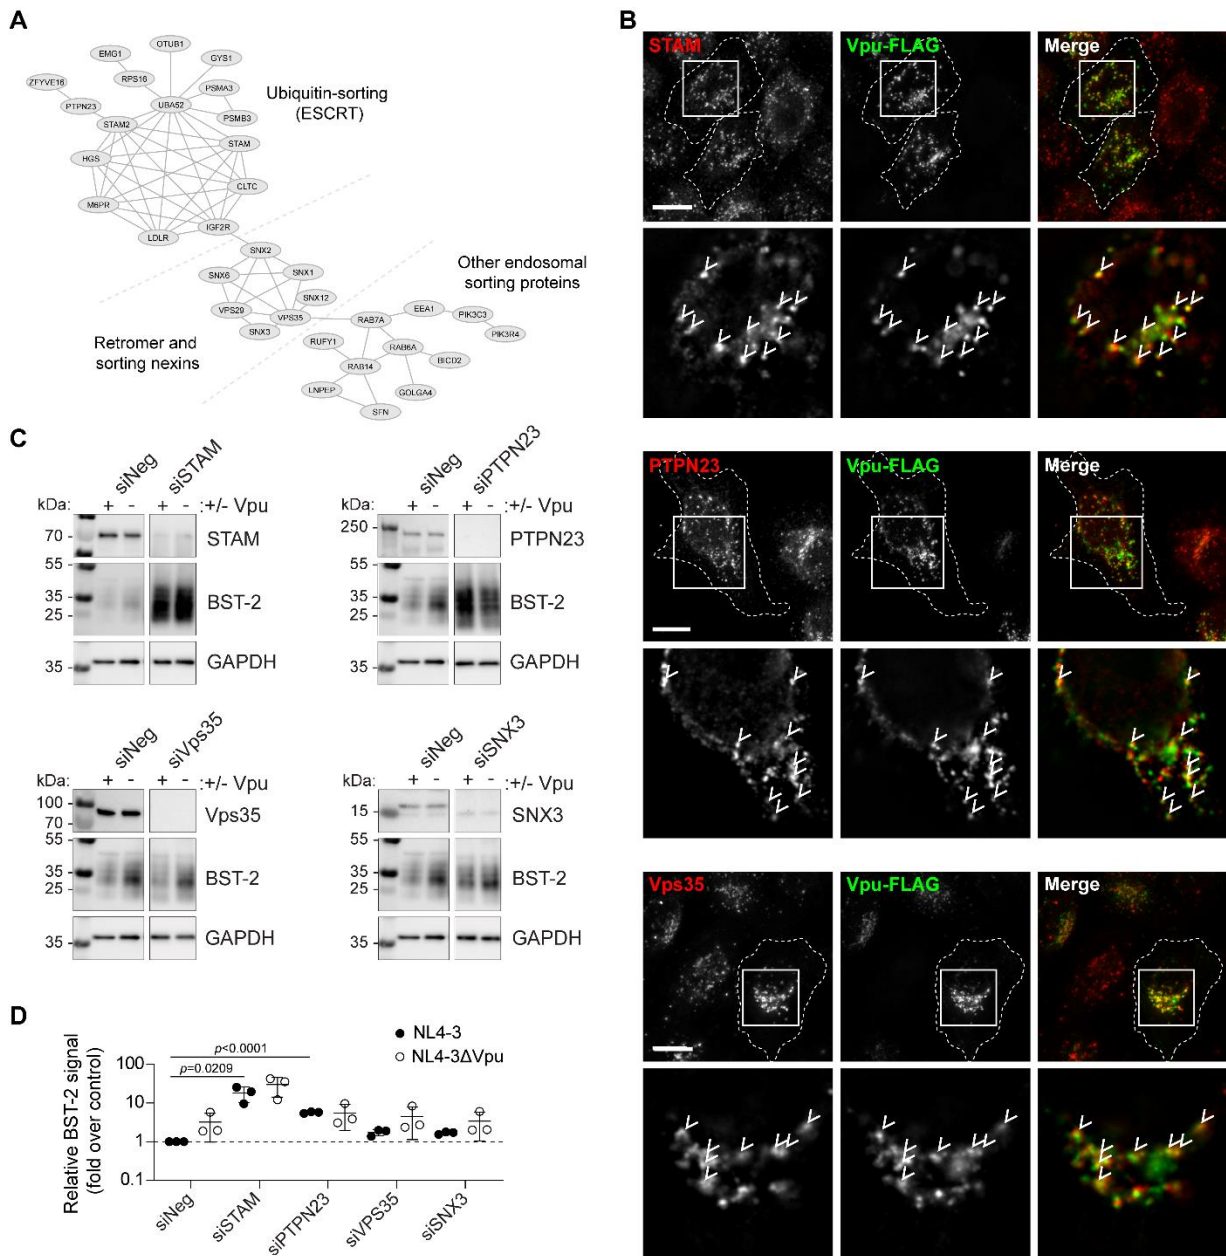 A
OTUB1
EMG1
GYS1
ZFYVE16
RPS16
PSMA3
PTPN23
UBA52
PSMB3
STAM2
STAM
HGS
CLTC
M6PR
IGF2R
LDLR
Ubiquitin-sorting
(ESCRT)
SNX2
SNX6
SNX1
SNX12
VPS29
VPS35
SNX3
Retromer and
sorting nexins
Other endosomal
sorting proteins
RAB7A
EEA1
PIK3C3
PIK3R4
RUFY1
RAB6A
BICD2
RAB14
LNPEP
GOLGA4
SFN
B
STAM
Vpu-FLAG
Merge
PTPN23
Vpu-FLAG
Merge
Vps35
Vpu-FLAG
Merge
C
siNeg
siSTAM
kDa:
+ - + - :+/- Vpu
70
STAM
55
35
25
BST-2
35
GAPDH
siNeg
siPTPN23
kDa:
+ - + - :+/- Vpu
250
PTPN23
55
35
25
BST-2
35
GAPDH
siNeg
siVps35
kDa:
+ - + - :+/- Vpu
100
70
Vps35
55
35
25
BST-2
35
GAPDH
siNeg
siSNX3
kDa:
+ - + - :+/- Vpu
15
SNX3
55
35
25
BST-2
35
GAPDH
D
Relative BST-2 signal
(fold over control)
100
10
1
0.1
p<0.0001
p=0.0209
NL4-3
NL4-3ΔVpu
siNeg
siSTAM
siPTPN23
siVPS35
siSNX3